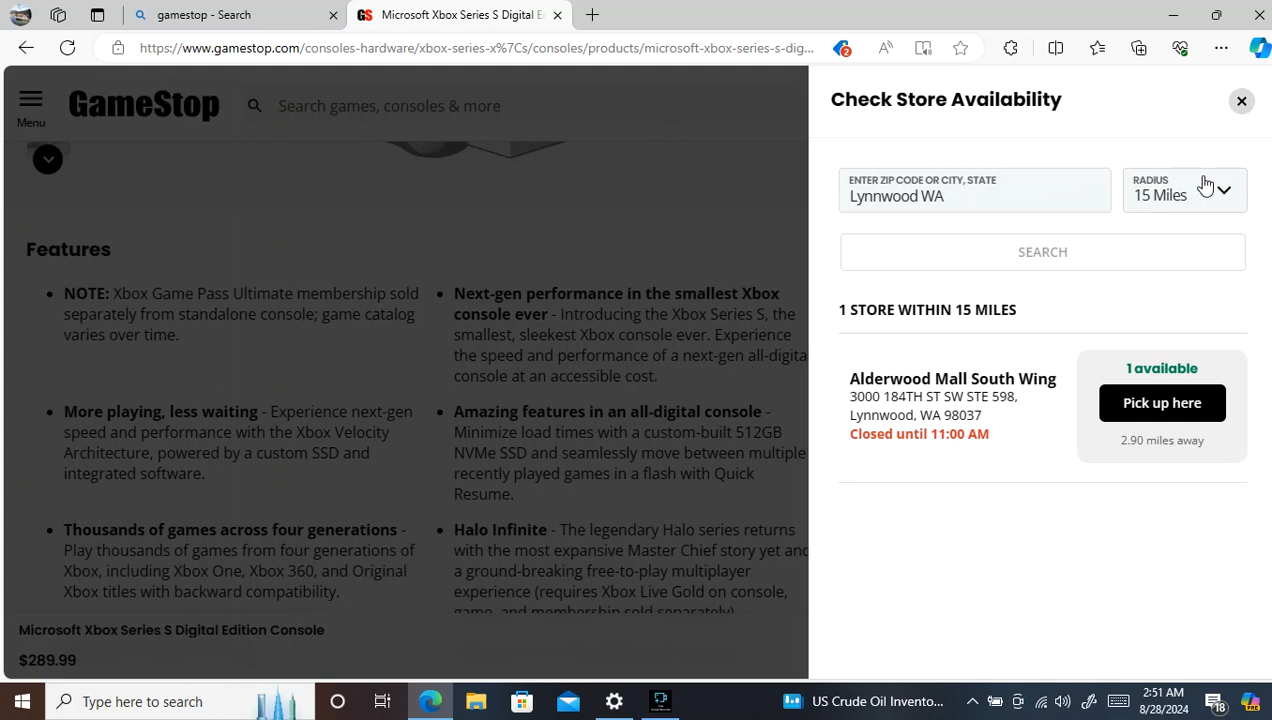 gamestop - Search
Microsoft Xbox Series S Digital E
https://www.gamestop.com/consoles-hardware/xbox-series-x%7Cs/consoles/products/microsoft-xbox-series-s-dig...
2
Menu
GameStop
Search games, consoles & more
Check Store Availability
ENTER ZIP CODE OR CITY, STATE
Lynnwood WA
RADIUS
15 Miles
SEARCH
1 STORE WITHIN 15 MILES
Alderwood Mall South Wing
3000 184TH ST SW STE 598,
Lynnwood, WA 98037
Closed until 11:00 AM
1 available
Pick up here
2.90 miles away
Features
NOTE: Xbox Game Pass Ultimate membership sold
separately from standalone console; game catalog
varies over time.
Next-gen performance in the smallest Xbox
console ever - Introducing the Xbox Series S, the
smallest, sleekest Xbox console ever. Experience
the speed and performance of a next-gen all-digita
console at an accessible cost.
More playing, less waiting - Experience next-gen
speed and performance with the Xbox Velocity
Architecture, powered by a custom SSD and
integrated software.
Amazing features in an all-digital console -
Minimize load times with a custom-built 512GB
NVMe SSD and seamlessly move between multiple
recently played games in a flash with Quick
Resume.
Thousands of games across four generations -
Play thousands of games from four generations of
Xbox, including Xbox One, Xbox 360, and Original
Xbox titles with backward compatibility.
Halo Infinite - The legendary Halo series returns
with the most expansive Master Chief story yet and
a ground-breaking free-to-play multiplayer
experience (requires Xbox Live Gold on console,
game, and membership sold separately)
Microsoft Xbox Series S Digital Edition Console
$289.99
Type here to search
US Crude Oil Invento...
2:51 AM
8/28/2024
18